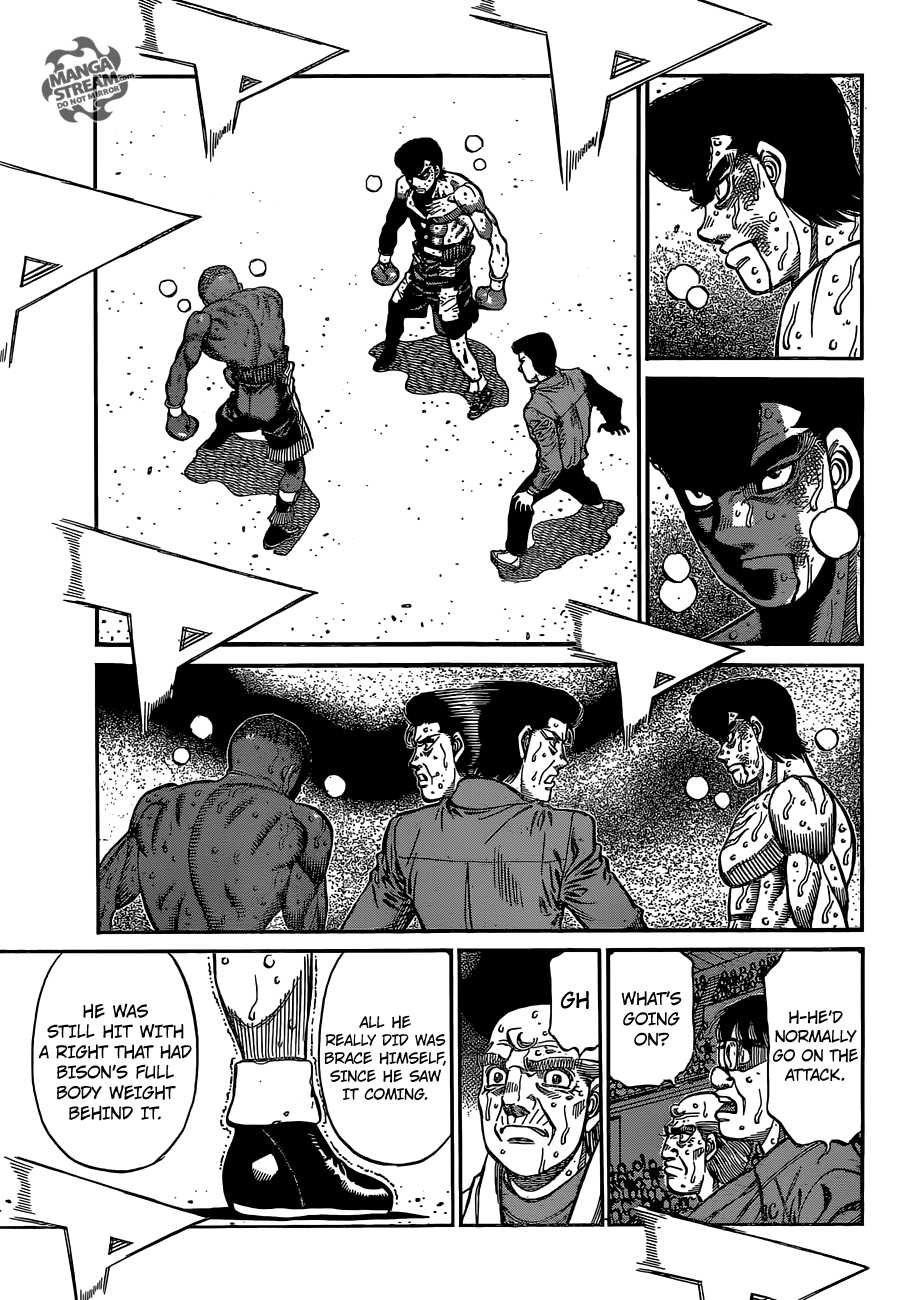 MANGA
STREAM.com
DO NOT MIRROR
H-HE'D
NORMALLY
GO ON THE
ATTACK.
WHAT'S
GOING
ON?
GH
ALL HE
REALLY DID WAS
BRACE HIMSELF,
SINCE HE SAW
IT COMING.
HE WAS
STILL HIT WITH
A RIGHT THAT HAD
BISON'S FULL
BODY WEIGHT
BEHIND IT.